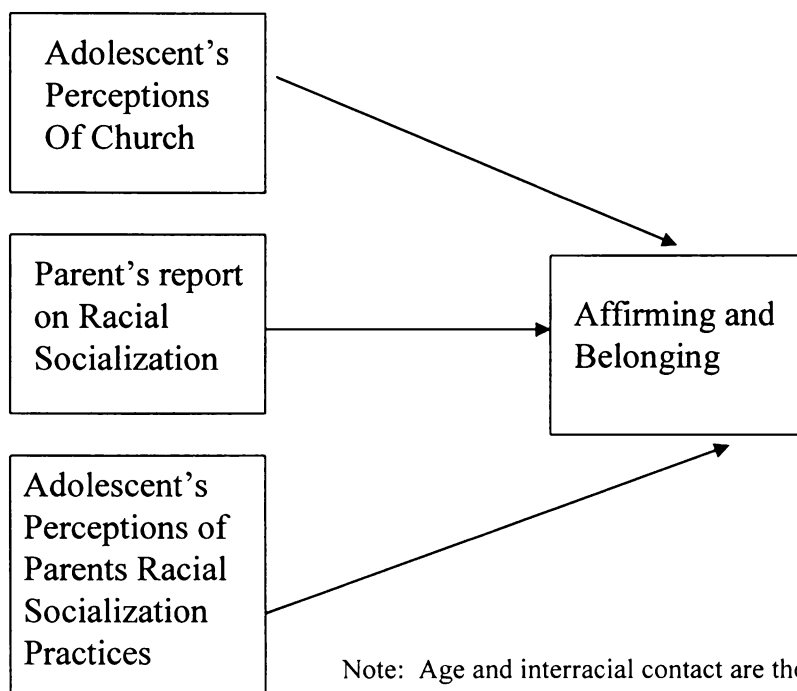 Adolescent's
Perceptions
Of Church
Parent's report
on Racial
Socialization
Affirming and
Belonging
Adolescent's
Perceptions of
Parents Racial
Socialization
Practices
Note: Age and interracial contact are the